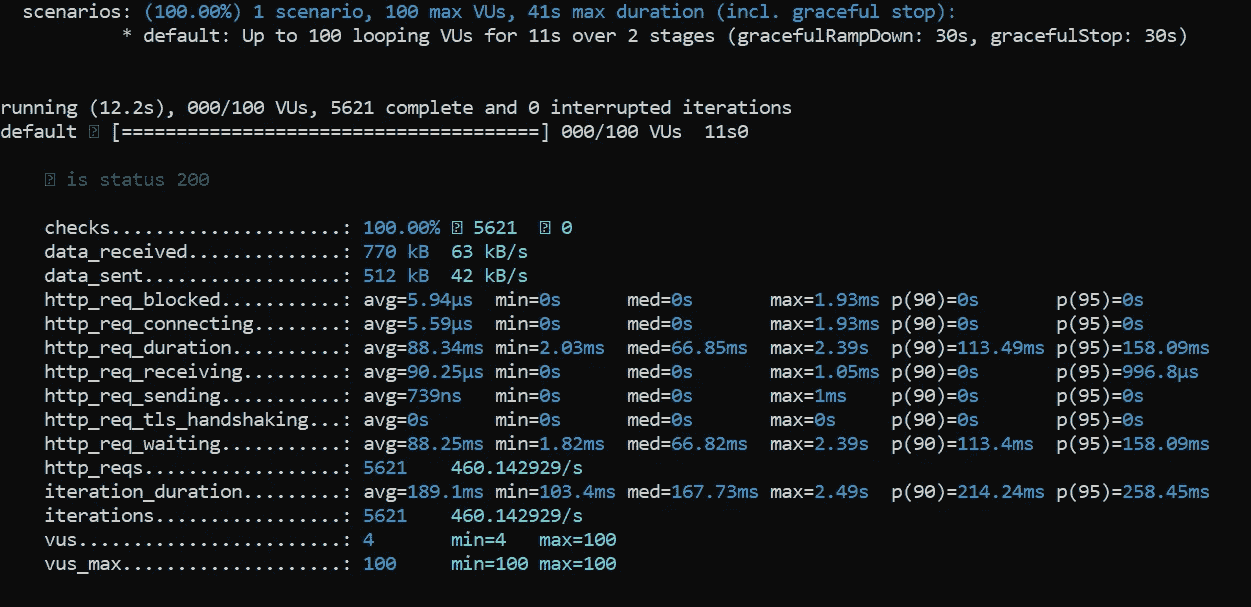 scenarios: (100.00%) 1 scenario, 100 max VUs, 41s max duration (incl. graceful stop):
* default: Up to 100 looping VUs for 11s over 2 stages (gracefulRampDown: 30s, gracefulStop: 30s)
running (12.2s), 000/100 VUs, 5621 complete and 0 interrupted iterations
default ⍰ [======================================] 000/100 VUs  11s0
⍰ is status 200
checks.....................: 100.00% ⍰ 5621  ⍰ 0
data_received..............: 770 kB  63 kB/s
data_sent..................: 512 kB  42 kB/s
http_req_blocked...........: avg=5.94µs  min=0s      med=0s       max=1.93ms p(90)=0s       p(95)=0s
http_req_connecting........: avg=5.59µs  min=0s      med=0s       max=1.93ms p(90)=0s       p(95)=0s
http_req_duration..........: avg=88.34ms min=2.03ms  med=66.85ms  max=2.39s  p(90)=113.49ms p(95)=158.09ms
http_req_receiving.........: avg=90.25µs min=0s      med=0s       max=1.05ms p(90)=0s       p(95)=996.8µs
http_req_sending...........: avg=739ns   min=0s      med=0s       max=1ms    p(90)=0s       p(95)=0s
http_req_tls_handshaking...: avg=0s      min=0s      med=0s       max=0s     p(90)=0s       p(95)=0s
http_req_waiting...........: avg=88.25ms min=1.82ms  med=66.82ms  max=2.39s  p(90)=113.4ms  p(95)=158.09ms
http_reqs..................: 5621    460.142929/s
iteration_duration.........: avg=189.1ms min=103.4ms med=167.73ms max=2.49s  p(90)=214.24ms p(95)=258.45ms
iterations.................: 5621    460.142929/s
vus........................: 4       min=4   max=100
vus_max....................: 100     min=100 max=100